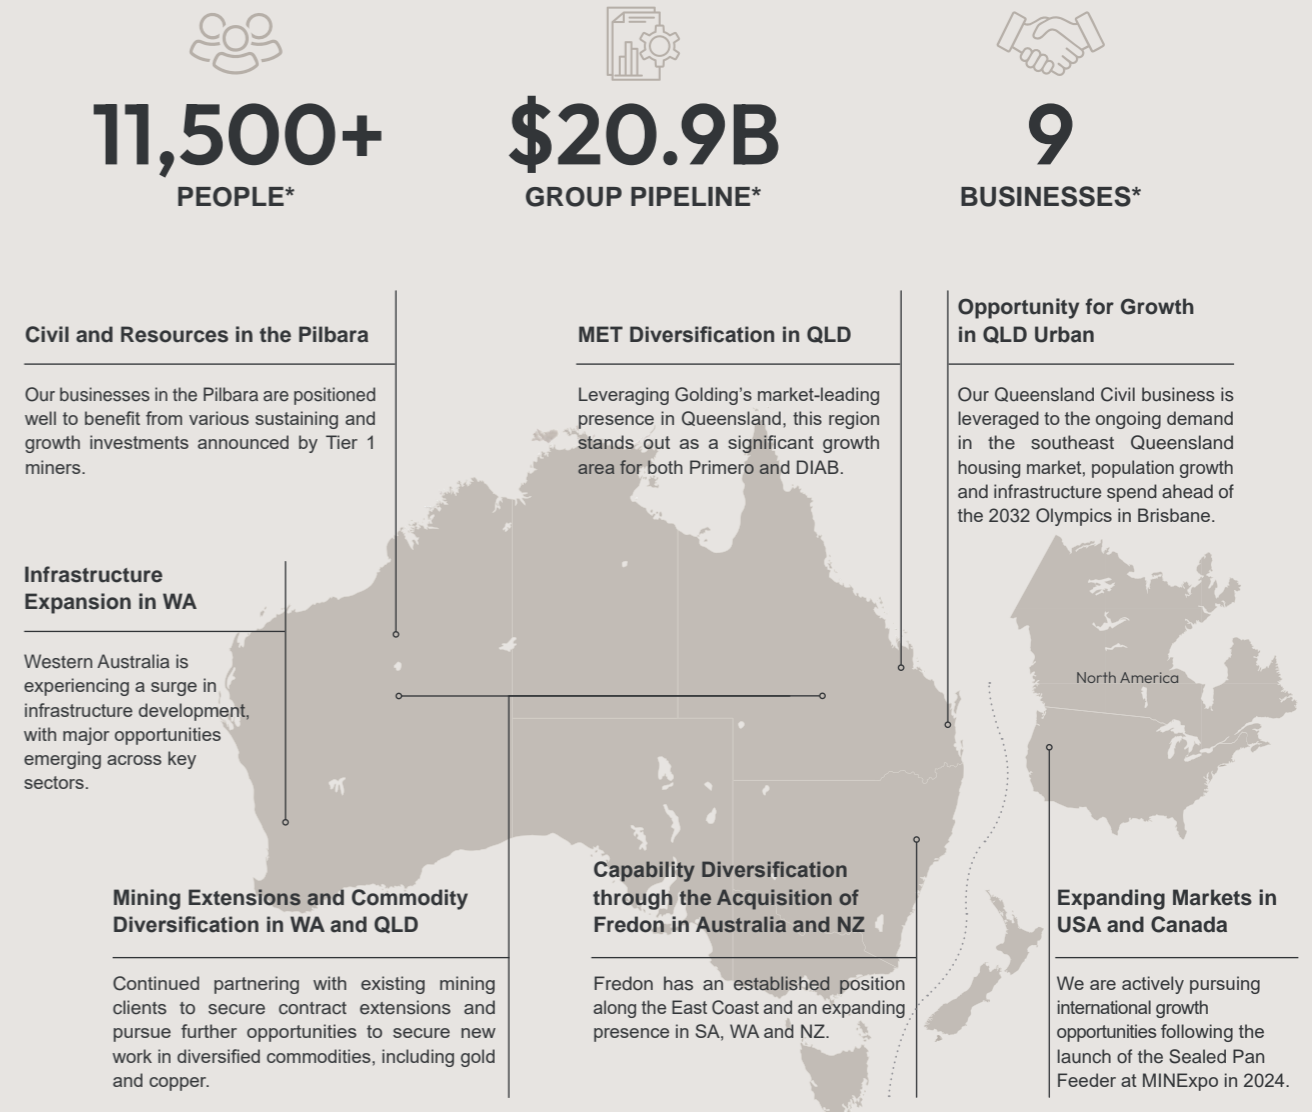 11,500+
PEOPLE*
$20.9B
GROUP PIPELINE*
9
BUSINESSES*
Civil and Resources in the Pilbara
Our businesses in the Pilbara are positioned
well to benefit from various sustaining and
growth investments announced by Tier 1
miners.
MET Diversification in QLD
Leveraging Golding's market-leading
presence in Queensland, this region
stands out as a significant growth
area for both Primero and DIAB.
Opportunity for Growth
in QLD Urban
Our Queensland Civil business is
leveraged to the ongoing demand
in the southeast Queensland
housing market, population growth
and infrastructure spend ahead of
the 2032 Olympics in Brisbane.
Infrastructure
Expansion in WA
Western Australia is
experiencing a surge in
infrastructure development,
with major opportunities
emerging across key
sectors.
North America
Mining Extensions and Commodity
Diversification in WA and QLD
Continued partnering with existing mining
clients to secure contract extensions and
pursue further opportunities to secure new
work in diversified commodities, including gold
and copper.
Capability Diversification
through the Acquisition of
Fredon in Australia and NZ
Fredon has an established position
along the East Coast and an expanding
presence in SA, WA and NZ.
Expanding Markets in
USA and Canada
We are actively pursuing
international growth
opportunities following the
launch of the Sealed Pan
Feeder at MINExpo in 2024.